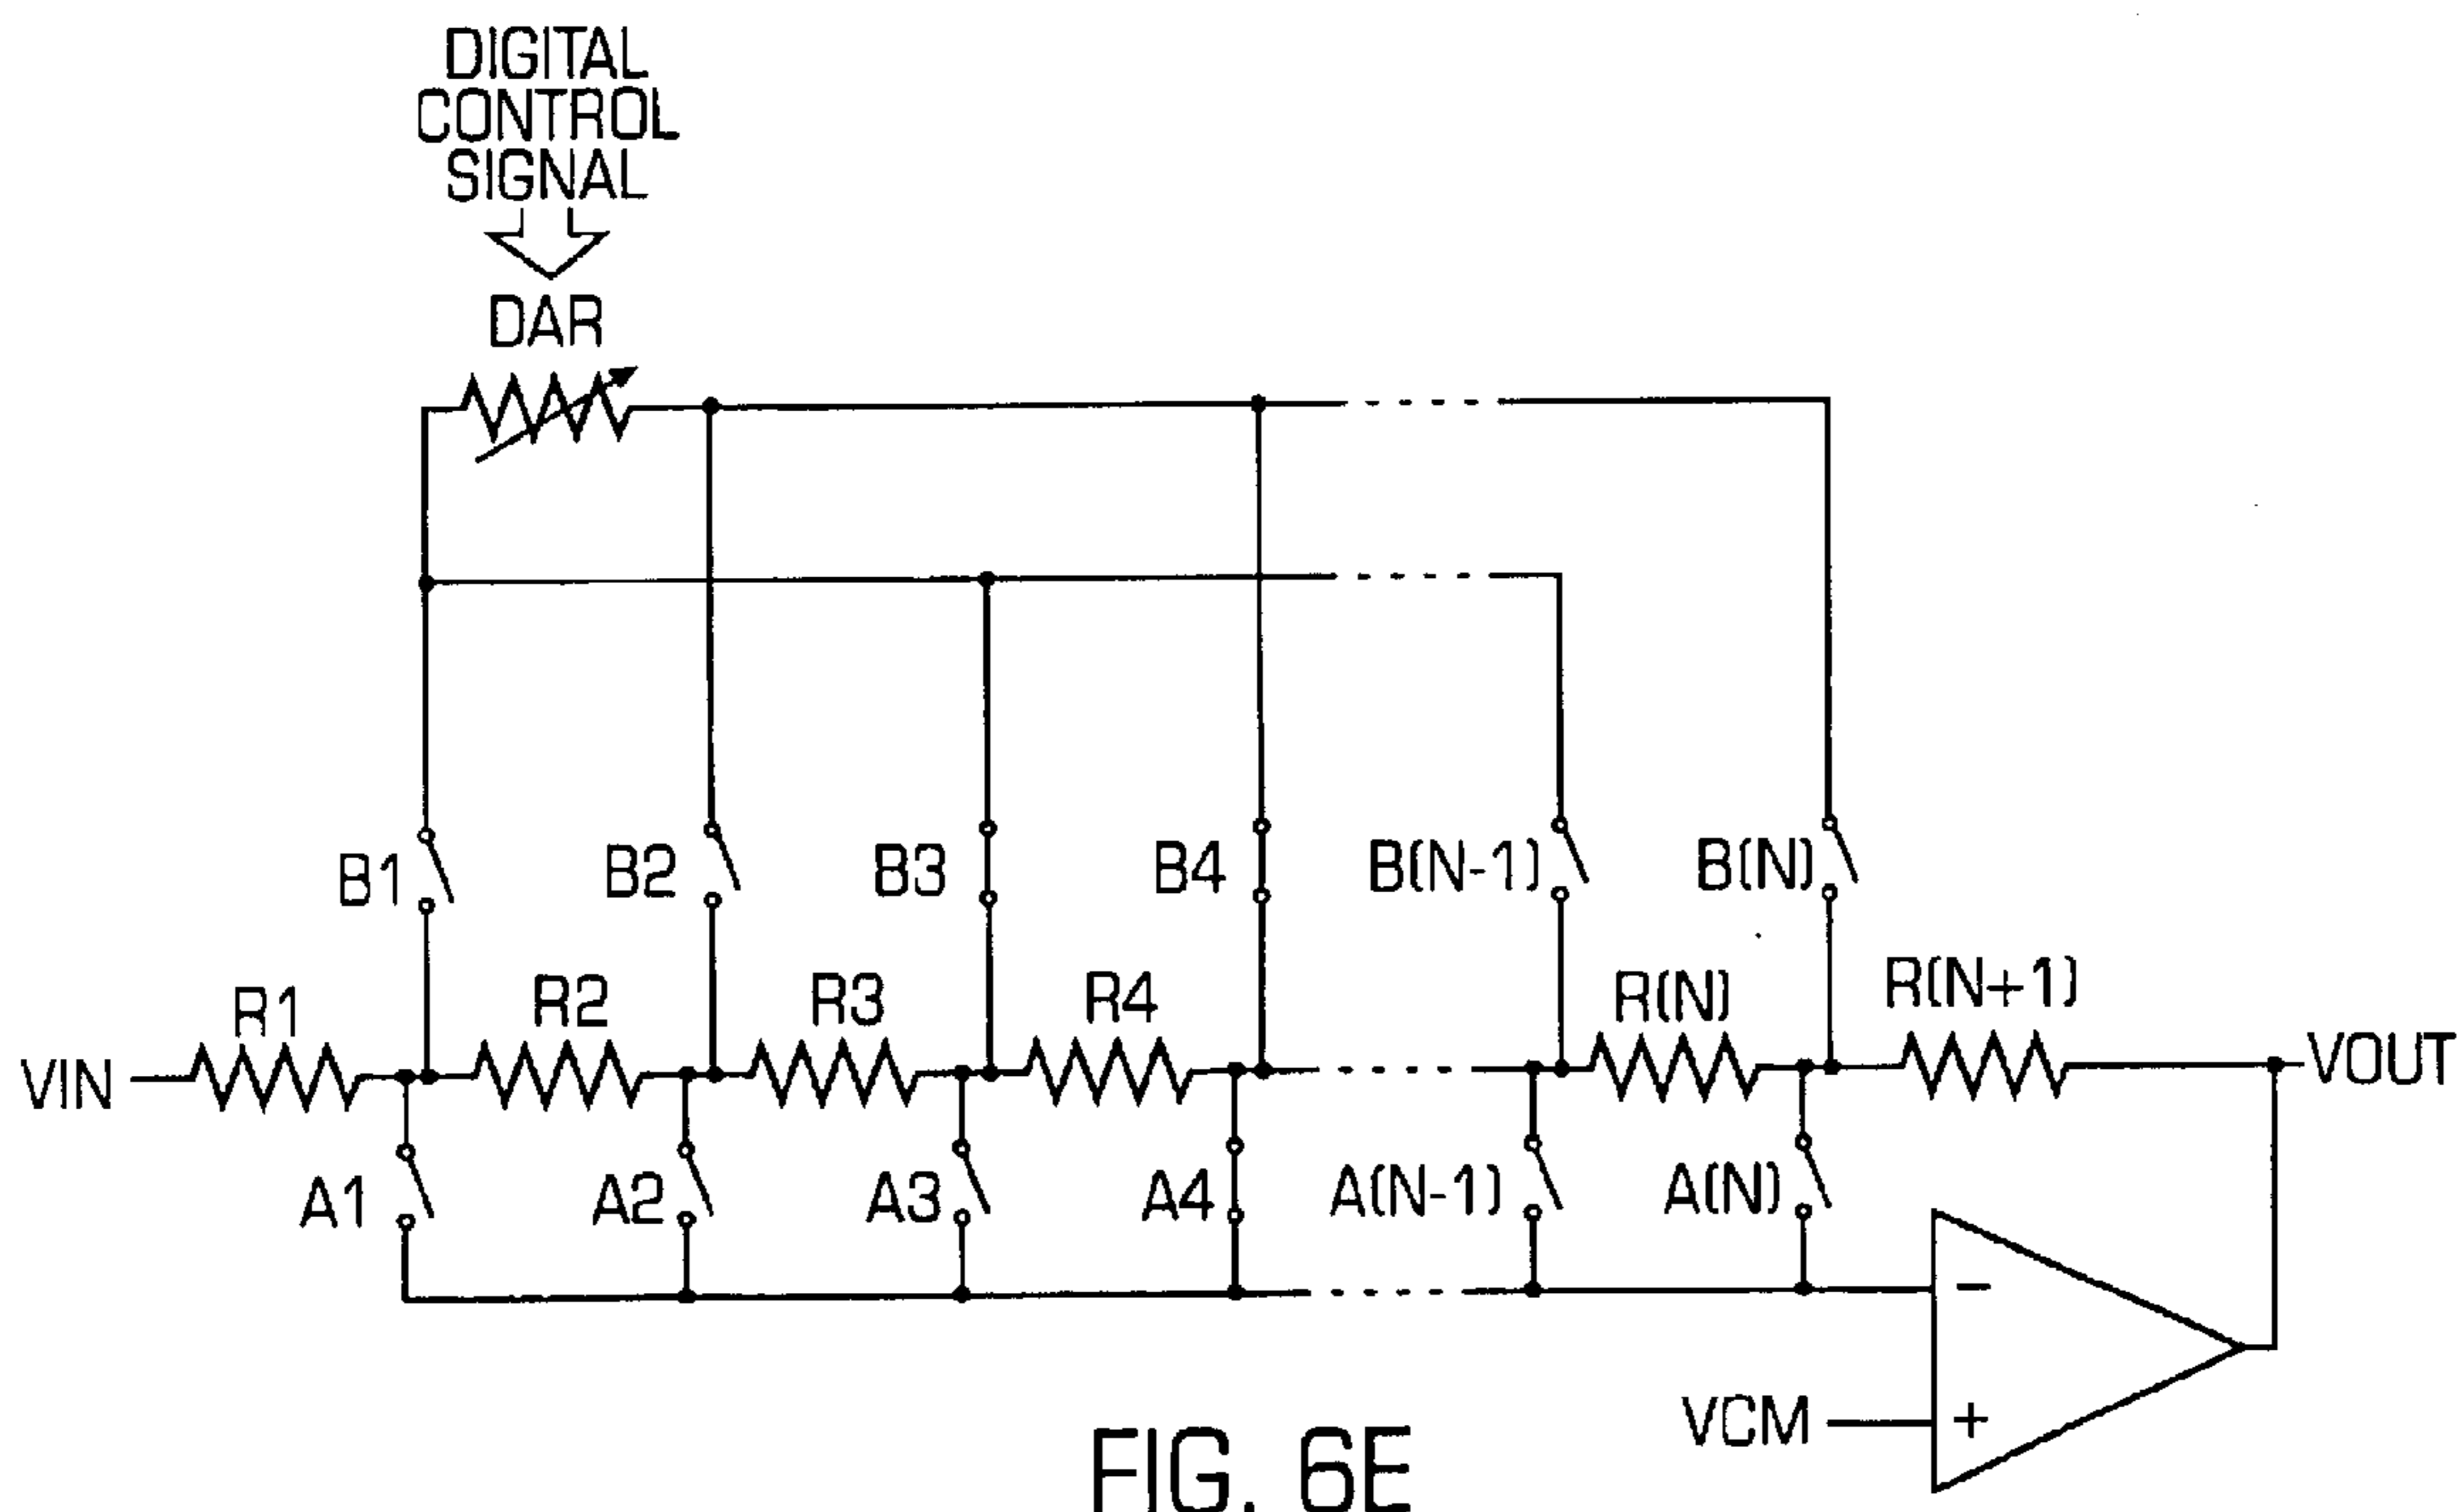 DIGITAL
CONTROL
SIGNAL
DAR
B1
B2
B3
B4
B(N-1)
B(N)
R1
R2
R3
R4
R(N)
R(N+1)
VIN
VOUT
A1
A2
A3
A4
A(N-1)
A(N)
−
VCM
+
FIG. 6E